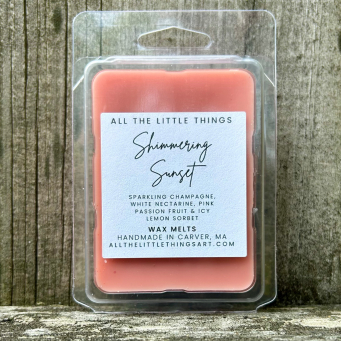 ALL THE LITTLE THINGS
Shimmering
Sunset
SPARKLING CHAMPAGNE,
WHITE NECTARINE, PINK
PASSION FRUIT & ICY
LEMON SORBET
WAX MELTS
HANDMADE IN CARVER, MA
ALLTHELITTLETHINGSART.COM